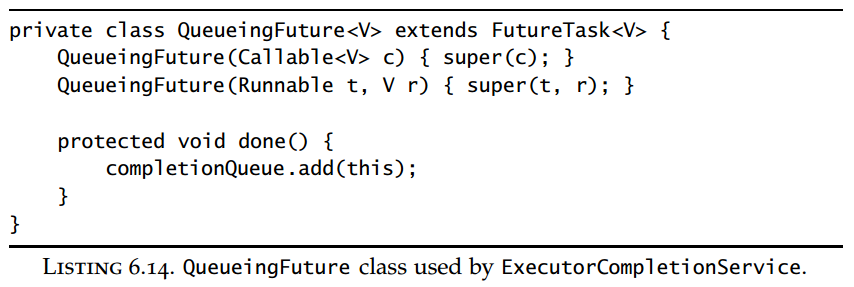 private class QueueingFuture<V> extends FutureTask<V> {
    QueueingFuture(Callable<V> c) { super(c); }
    QueueingFuture(Runnable t, V r) { super(t, r); }

    protected void done() {
        completionQueue.add(this);
    }
}
LISTING 6.14. QueueingFuture class used by ExecutorCompletionService.